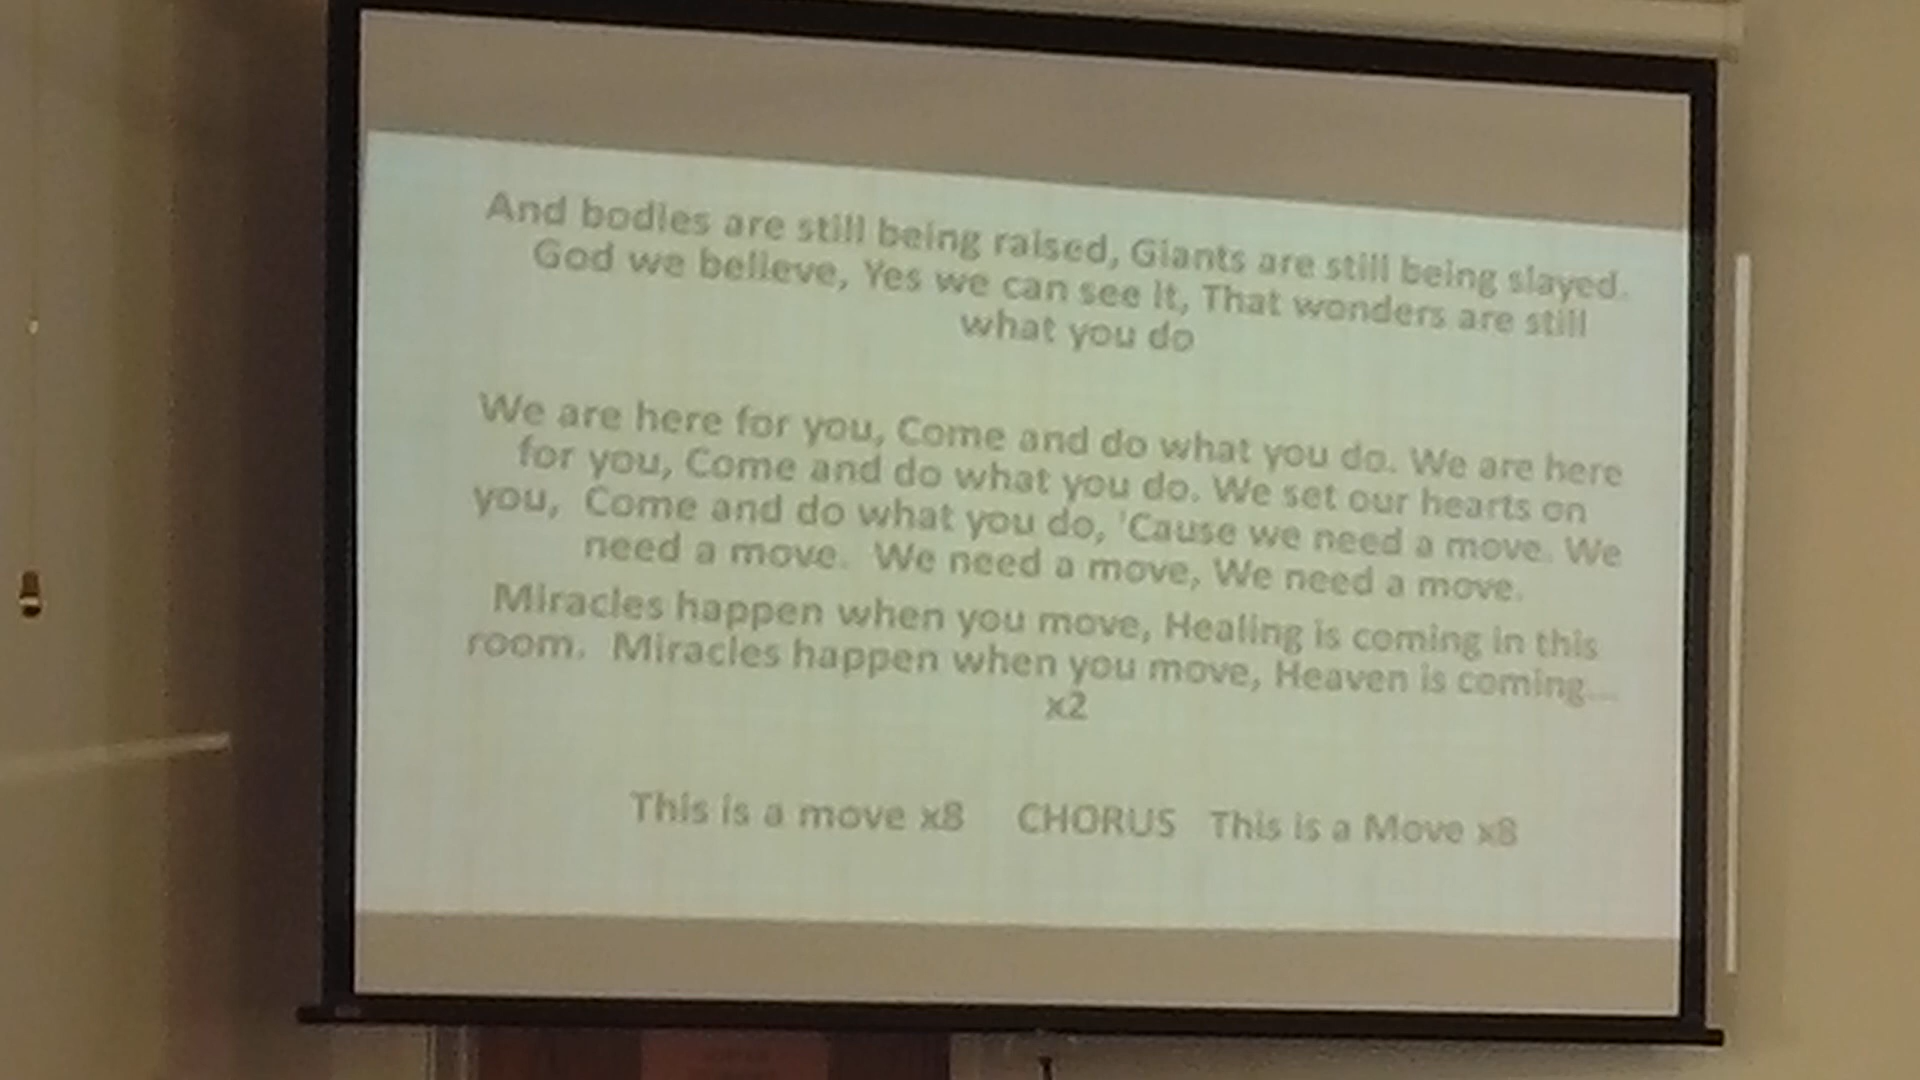 And bodies are still being raised, Giants are still being slayed.
God we believe, Yes we can see it, That wonders are still
what you do
We are here for you, Come and do what you do. We are here
for you, Come and do what you do. We set our hearts on
you, Come and do what you do, 'Cause we need a move. We
need a move. We need a move, We need a move.
Miracles happen when you move, Healing is coming in this
room. Miracles happen when you move, Heaven is coming...
x2
This is a move x8 CHORUS This is a Move x8